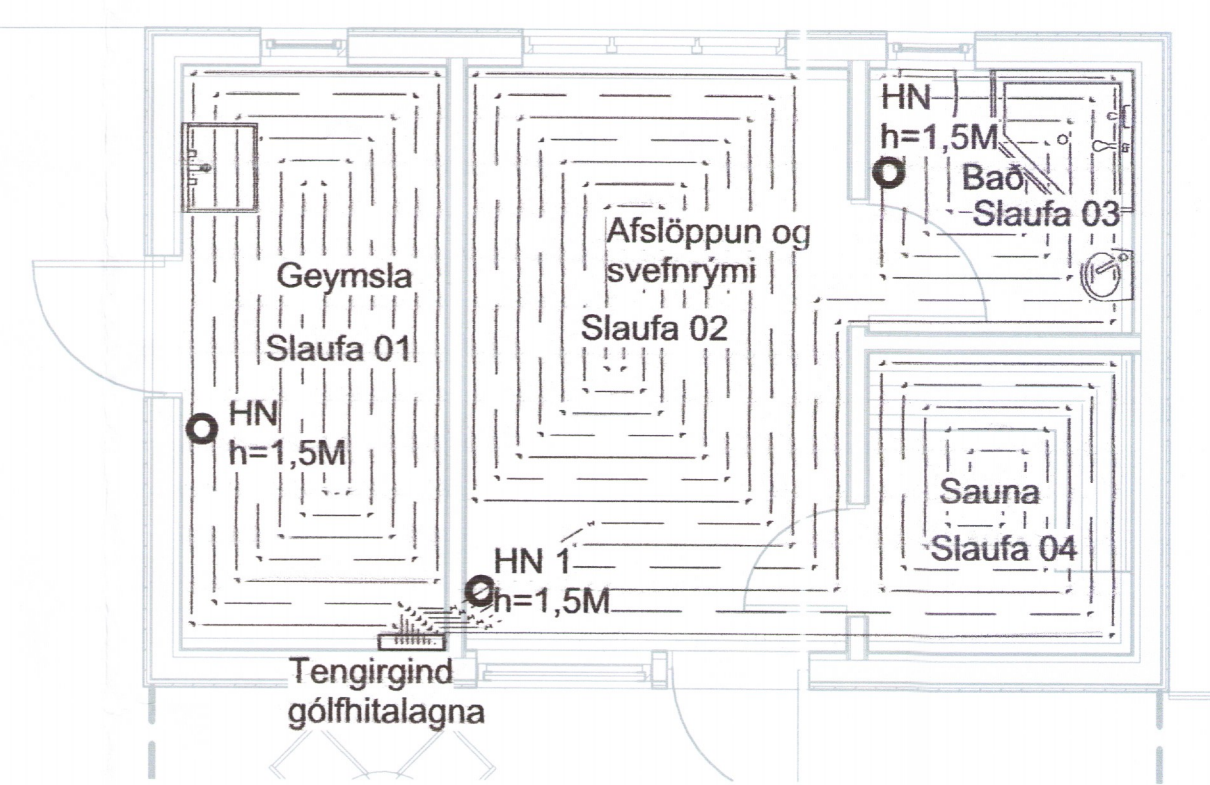 HN
h=1,5M
Bað
Slaufa 03
Afslöppun og
svefnrými
Slaufa 02
Geymsla
Slaufa 01
HN
h=1,5M
Sauna
Slaufa 04
HN 1
h=1,5M
Tengirgind
gólfhitalagna